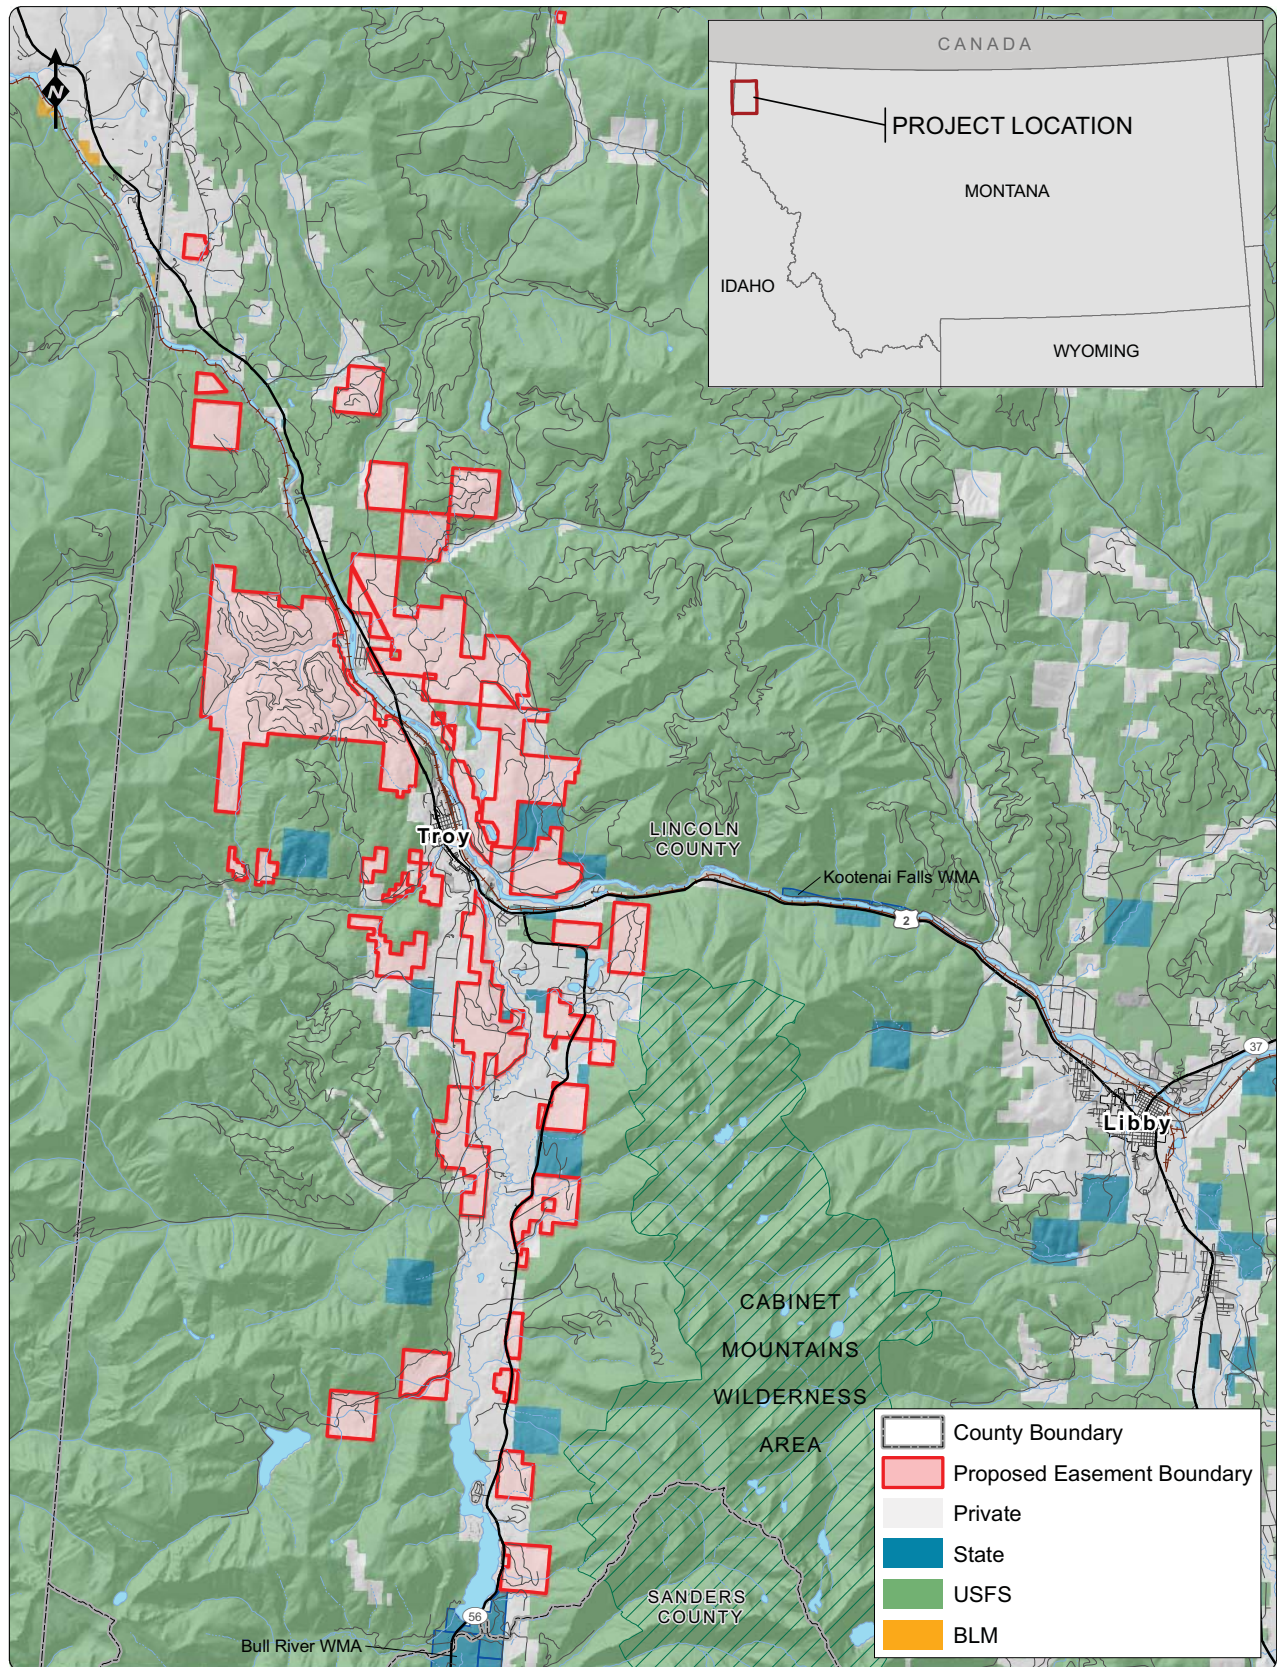 N
CANADA
PROJECT LOCATION
MONTANA
IDAHO
WYOMING
Troy
LINCOLN
COUNTY
Kootenai Falls WMA
2
37
Libby
CABINET
MOUNTAINS
WILDERNESS
AREA
SANDERS
COUNTY
56
Bull River WMA
County Boundary
Proposed Easement Boundary
Private
State
USFS
BLM